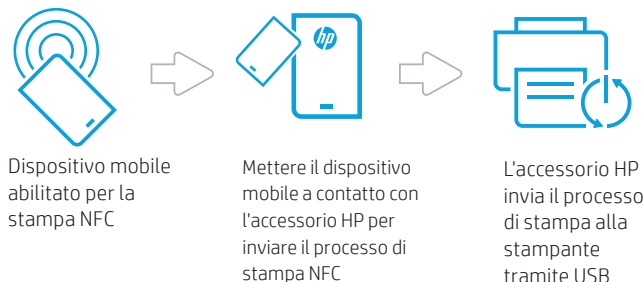 hp
Dispositivo mobile
abilitato per la
stampa NFC
Mettere il dispositivo
mobile a contatto con
l'accessorio HP per
inviare il processo di
stampa NFC
L'accessorio HP
invia il processo
di stampa alla
stampante
tramite USB